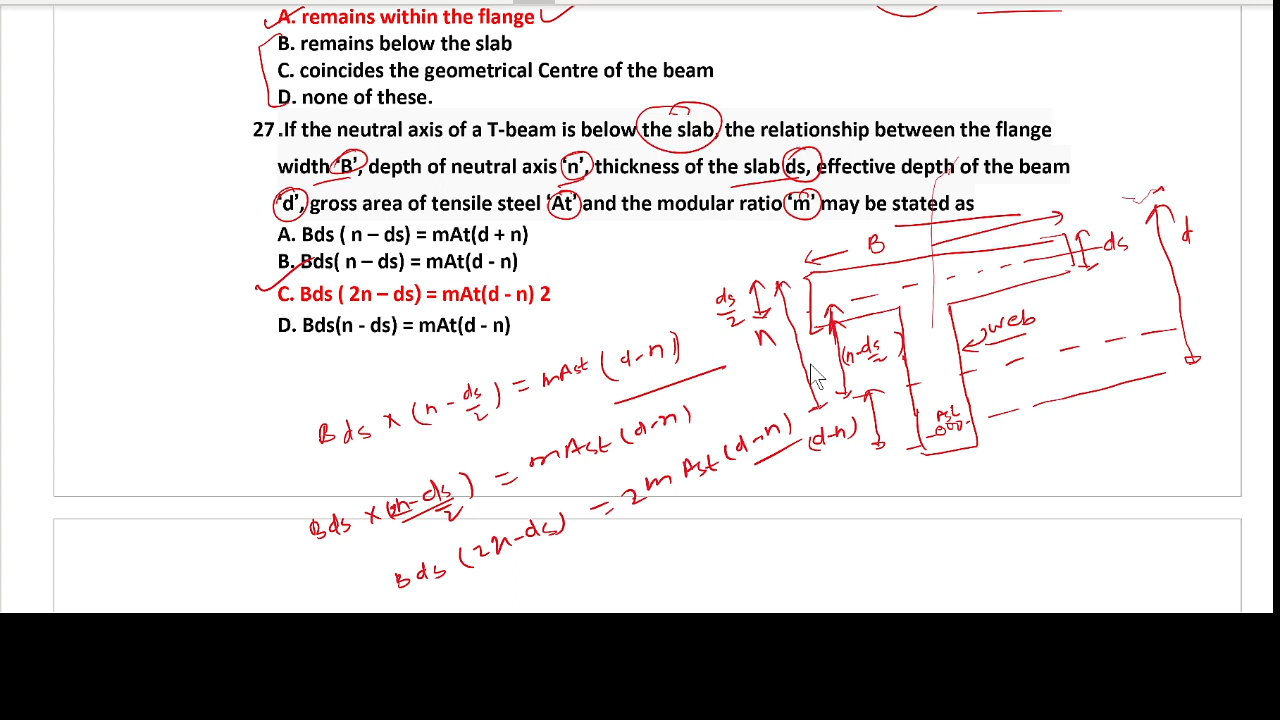 A. remains within the flange
B. remains below the slab
C. coincides the geometrical Centre of the beam
D. none of these.
27 .If the neutral axis of a T-beam is below the slab, the relationship between the flange
width 'B', depth of neutral axis 'n', thickness of the slab ds, effective depth of the beam
'd', gross area of tensile steel 'At' and the modular ratio 'm' may be stated as
A. Bds ( n – ds) = mAt(d + n)
B. Bds( n – ds) = mAt(d - n)
C. Bds ( 2n – ds) = mAt(d - n) 2
D. Bds(n - ds) = mAt(d - n)
B
ds
d
ds/2
n
web
(n-ds/2)
Ast
(d-n)
Bds × (n - ds/2) = mAst (d-n)
Bds × (2n-ds/2) = mAst (d-n)
Bds (2n-ds) = 2mAst (d-n)